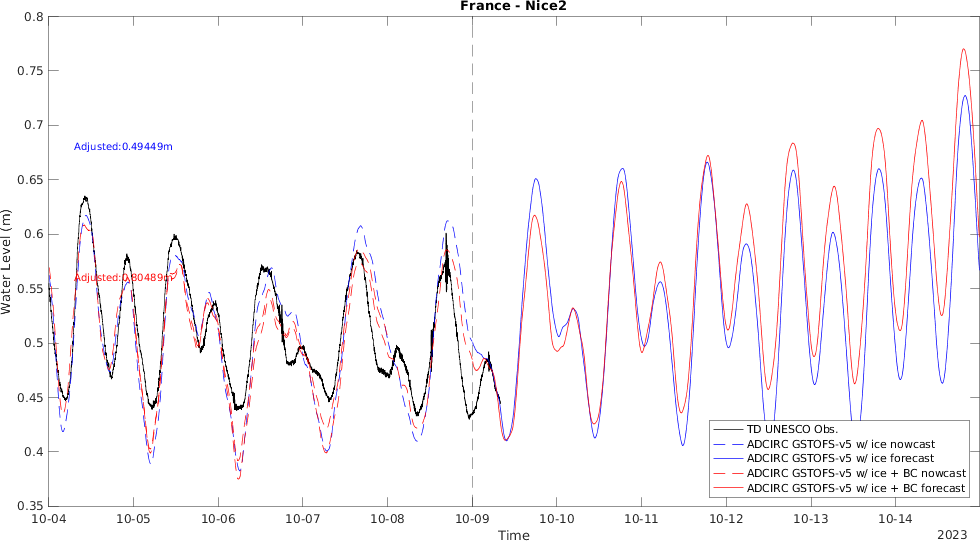 France - Nice2
0.8
0.75
0.7
0.65
0.6
0.55
0.5
0.45
0.4
0.35
Water Level (m)
Adjusted:0.49449m
Adjusted:0.80489m
TD UNESCO Obs.
ADCIRC GSTOFS-v5 w/ ice nowcast
ADCIRC GSTOFS-v5 w/ ice forecast
ADCIRC GSTOFS-v5 w/ ice + BC nowcast
ADCIRC GSTOFS-v5 w/ ice + BC forecast
10-04 10-05 10-06 10-07 10-08 10-09 10-10 10-11 10-12 10-13 10-14
Time
2023